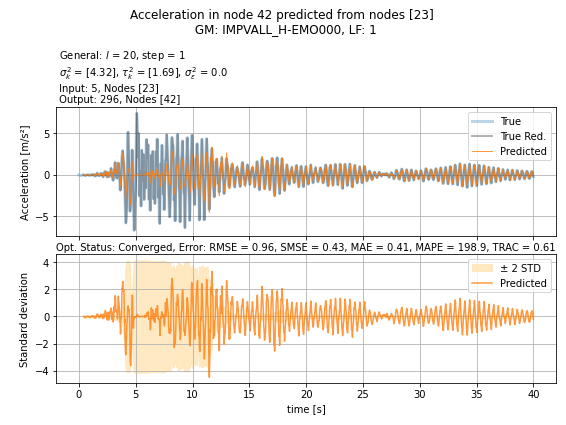 Acceleration in node 42 predicted from nodes [23]
GM: IMPVALL_H-EMO000, LF: 1
General: l = 20, step = 1
σ²ₖ = [4.32], τ²ₖ = [1.69], σ²ε = 0.0
Input: 5, Nodes [23]
Output: 296, Nodes [42]
Acceleration [m/s²]
5
0
−5
True
True Red.
Predicted
Opt. Status: Converged, Error: RMSE = 0.96, SMSE = 0.43, MAE = 0.41, MAPE = 198.9, TRAC = 0.61
Standard deviation
4
2
0
−2
−4
± 2 STD
Predicted
0 5 10 15 20 25 30 35 40
time [s]